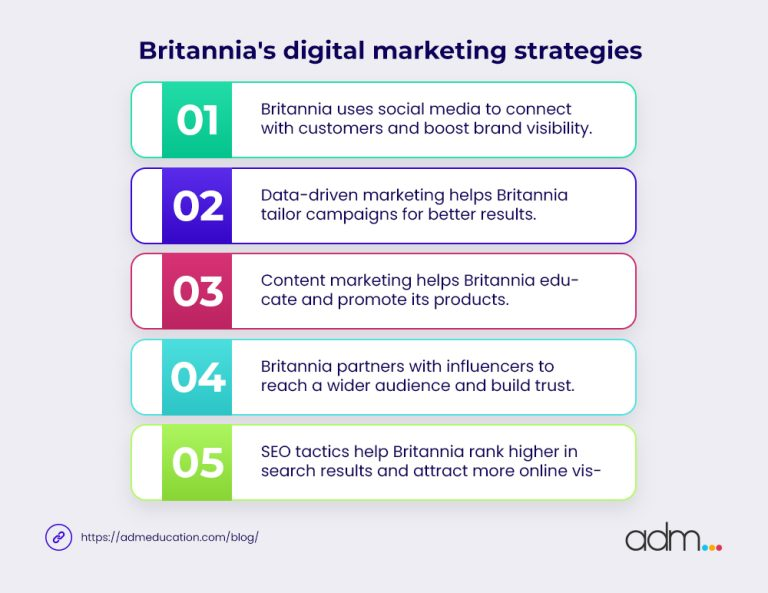 Britannia's digital marketing strategies
01
Britannia uses social media to connect
with customers and boost brand visibility.
02
Data-driven marketing helps Britannia
tailor campaigns for better results.
03
Content marketing helps Britannia edu-
cate and promote its products.
04
Britannia partners with influencers to
reach a wider audience and build trust.
05
SEO tactics help Britannia rank higher in
search results and attract more online vis-
https://admeducation.com/blog/
adm...